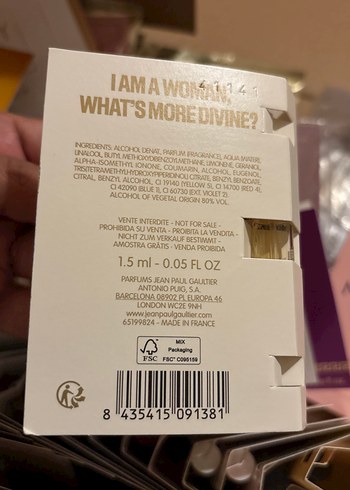 I AM A WOMAN,
41141
WHAT'S MORE DIVINE?
INGREDIENTS: ALCOHOL DENAT., PARFUM (FRAGRANCE), AQUA (WATER),
LINALOOL, BUTYL METHOXYDIBENZOYLMETHANE, LIMONENE, GERANIOL,
ALPHA-ISOMETHYL IONONE, COUMARIN, ALCOHOL, EUGENOL,
TRIS(TETRAMETHYLHYDROXYPIPERIDINOL) CITRATE, BENZYL BENZOATE,
CITRAL, BENZYL ALCOHOL, CI 19140 (YELLOW 5), CI 14700 (RED 4),
CI 42090 (BLUE 1), CI 60730 (EXT. VIOLET 2).
ALCOHOL OF VEGETAL ORIGIN 80% VOL.
VENTE INTERDITE - NOT FOR SALE -
PROHIBIDA SU VENTA - PROIBITA LA VENDITA -
NICHT ZUM VERKAUF BESTIMMT -
AMOSTRA GRÁTIS - VENDA PROIBIDA
1.5 ml - 0.05 FL OZ
PARFUMS JEAN PAUL GAULTIER
ANTONIO PUIG, S.A.
BARCELONA 08902 PL EUROPA 46
LONDON WC2E 9NH
www.jeanpaulgaultier.com
65199824 - MADE IN FRANCE
FSC
MIX
Packaging
FSC® C095159
8 435415 091381